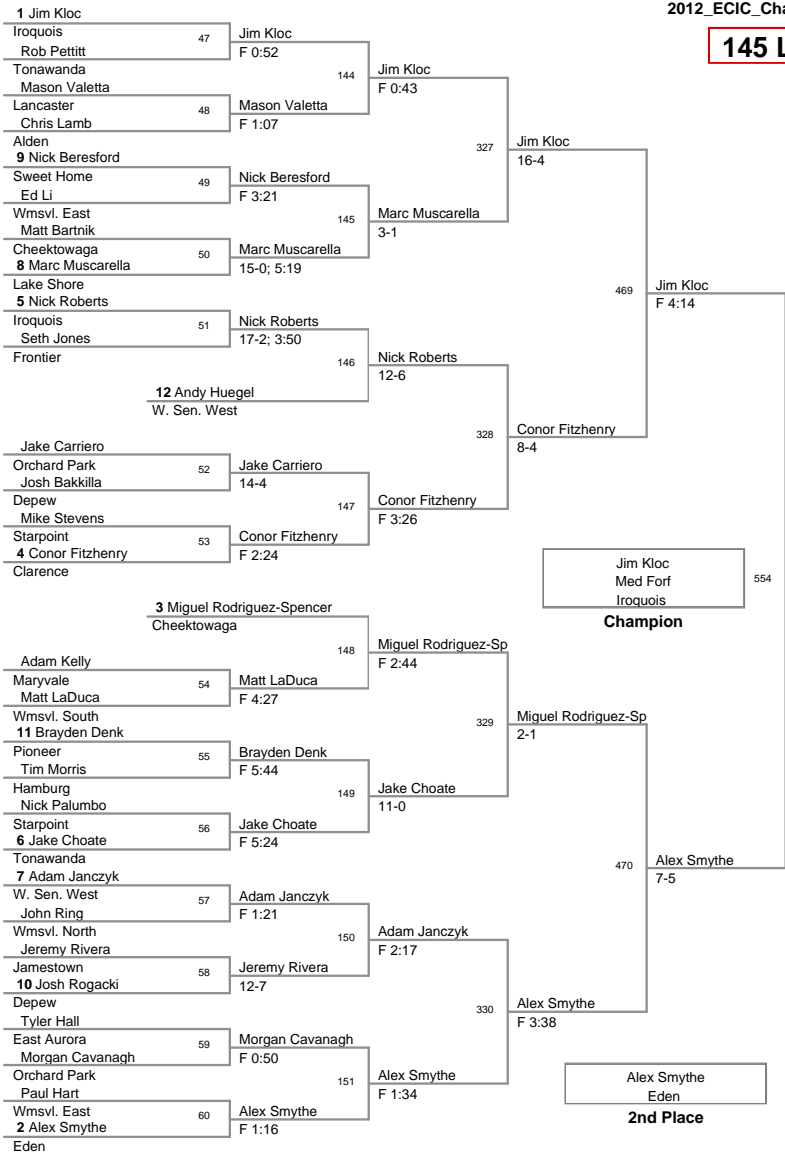 2012_ECIC_Cha
145 L
1 Jim Kloc
Iroquois
47
Rob Pettitt
Tonawanda
Jim Kloc
F 0:52
144
Mason Valetta
Lancaster
48
Chris Lamb
Alden
Mason Valetta
F 1:07
Jim Kloc
F 0:43
327
9 Nick Beresford
Sweet Home
49
Ed Li
Wmsvl. East
Nick Beresford
F 3:21
145
Matt Bartnik
Cheektowaga
50
8 Marc Muscarella
Lake Shore
Marc Muscarella
15-0; 5:19
Marc Muscarella
3-1
Jim Kloc
16-4
469
5 Nick Roberts
Iroquois
51
Seth Jones
Frontier
Nick Roberts
17-2; 3:50
146
12 Andy Huegel
W. Sen. West
Nick Roberts
12-6
328
Jake Carriero
Orchard Park
52
Josh Bakkilla
Depew
Jake Carriero
14-4
147
Mike Stevens
Starpoint
53
4 Conor Fitzhenry
Clarence
Conor Fitzhenry
F 2:24
Conor Fitzhenry
F 3:26
Conor Fitzhenry
8-4
Jim Kloc
F 4:14
554
Jim Kloc
Med Forf
Iroquois
Champion
3 Miguel Rodriguez-Spencer
Cheektowaga
148
Adam Kelly
Maryvale
54
Matt LaDuca
Wmsvl. South
Matt LaDuca
F 4:27
Miguel Rodriguez-Sp
F 2:44
329
11 Brayden Denk
Pioneer
55
Tim Morris
Hamburg
Brayden Denk
F 5:44
149
Nick Palumbo
Starpoint
56
6 Jake Choate
Tonawanda
Jake Choate
F 5:24
Jake Choate
11-0
Miguel Rodriguez-Sp
2-1
470
7 Adam Janczyk
W. Sen. West
57
John Ring
Wmsvl. North
Adam Janczyk
F 1:21
150
Jeremy Rivera
Jamestown
58
10 Josh Rogacki
Depew
Jeremy Rivera
12-7
Adam Janczyk
F 2:17
330
Tyler Hall
East Aurora
59
Morgan Cavanagh
Orchard Park
Morgan Cavanagh
F 0:50
151
Paul Hart
Wmsvl. East
60
2 Alex Smythe
Eden
Alex Smythe
F 1:16
Alex Smythe
F 1:34
Alex Smythe
F 3:38
Alex Smythe
7-5
Alex Smythe
Eden
2nd Place